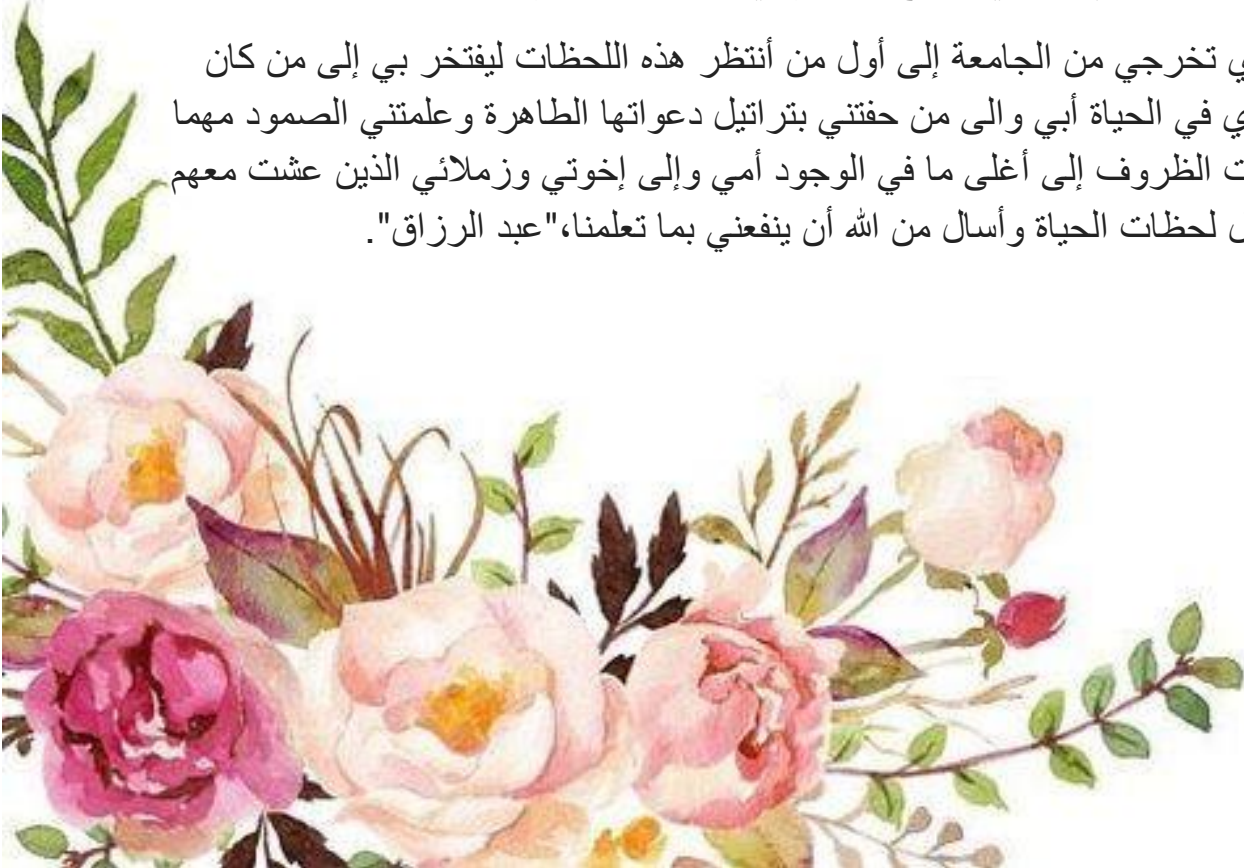 تخرجي من الجامعة إلى أول من أنتظر هذه اللحظات ليفتخر بي إلى من كان
في الحياة أبي والى من حفتني بتراتيل دعواتها الطاهرة وعلمتني الصمود مهما
الظروف إلى أغلى ما في الوجود أمي وإلى إخوتي وزملائي الذين عشت معهم
لحظات الحياة وأسال من الله أن ينفعني بما تعلمنا،"عبد الرزاق".